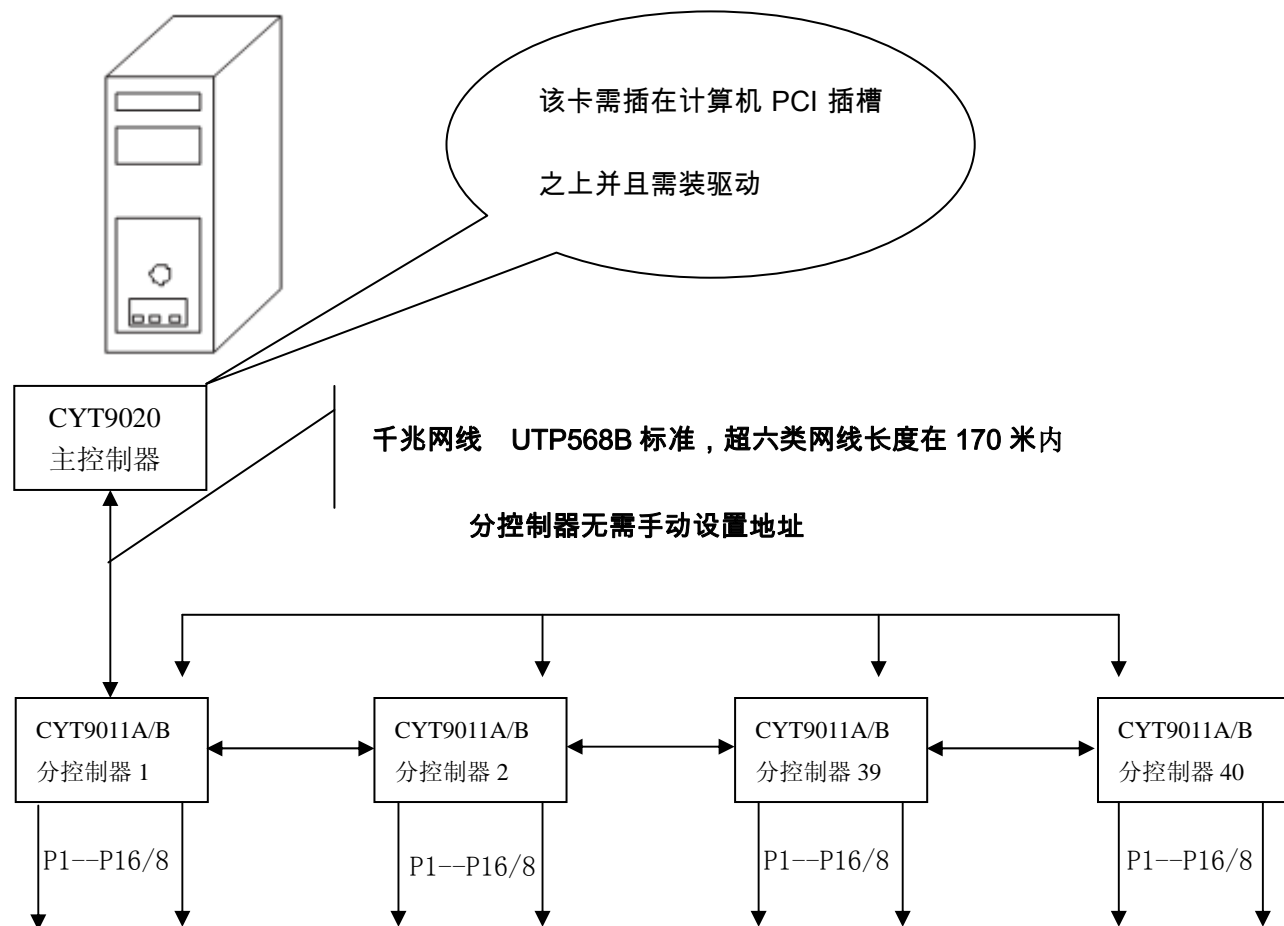 该卡需插在计算机 PCI 插槽
之上并且需装驱动
CYT9020
主控制器
千兆网线 UTP568B 标准，超六类网线长度在 170 米内
分控制器无需手动设置地址
CYT9011A/B
分控制器 1
CYT9011A/B
分控制器 2
CYT9011A/B
分控制器 39
CYT9011A/B
分控制器 40
P1--P16/8
P1--P16/8
P1--P16/8
P1--P16/8